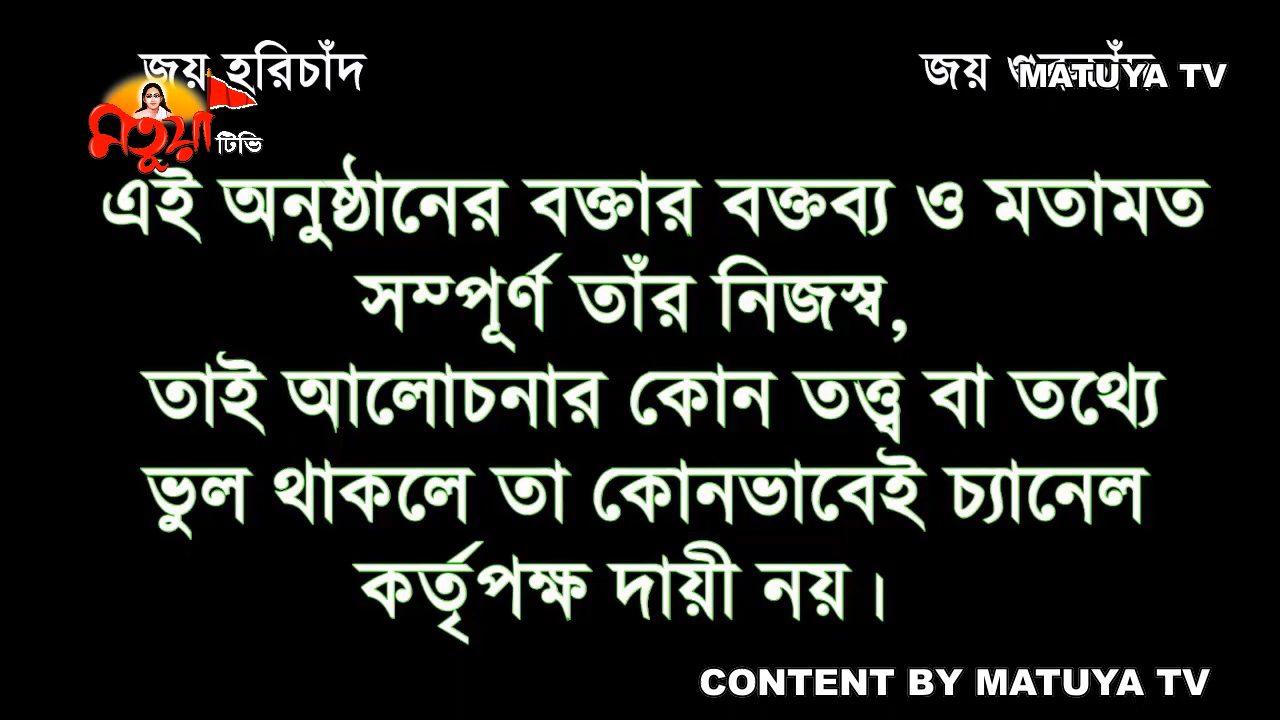 জয় হরিচাঁদ
জয়
MATUYA TV
মতুয়া
টিভি
এই অনুষ্ঠানের বক্তার বক্তব্য ও মতামত
সম্পূর্ণ তাঁর নিজস্ব,
তাই আলোচনার কোন তত্ত্ব বা তথ্যে
ভুল থাকলে তা কোনভাবেই চ্যানেল
কর্তৃপক্ষ দায়ী নয়।
CONTENT BY MATUYA TV